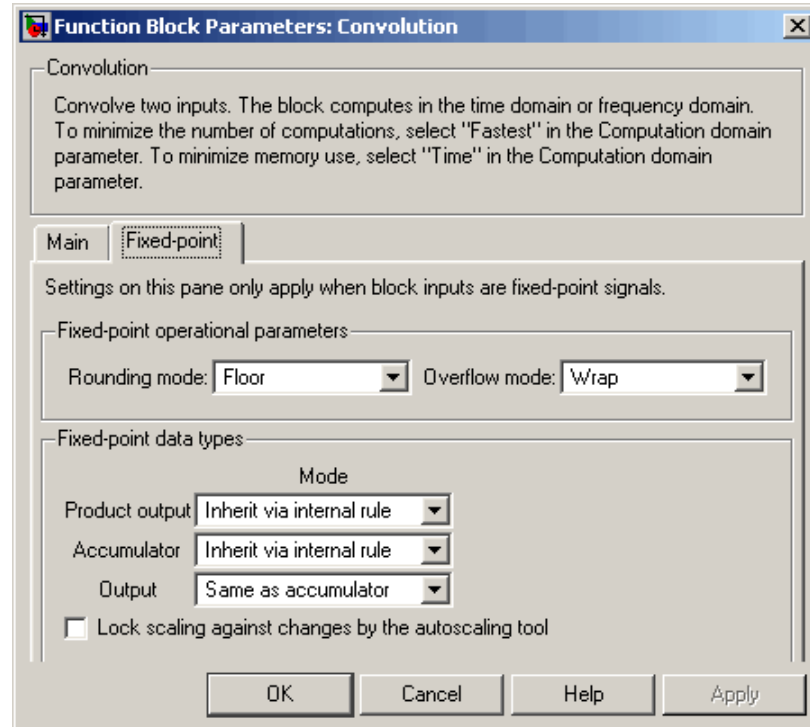 Function Block Parameters: Convolution
Convolution
Convolve two inputs. The block computes in the time domain or frequency domain.
To minimize the number of computations, select "Fastest" in the Computation domain
parameter. To minimize memory use, select "Time" in the Computation domain
parameter.
Main Fixed-point
Settings on this pane only apply when block inputs are fixed-point signals.
Fixed-point operational parameters
Rounding mode: Floor Overflow mode: Wrap
Fixed-point data types
Mode
Product output Inherit via internal rule
Accumulator Inherit via internal rule
Output Same as accumulator
Lock scaling against changes by the autoscaling tool
OK Cancel Help Apply